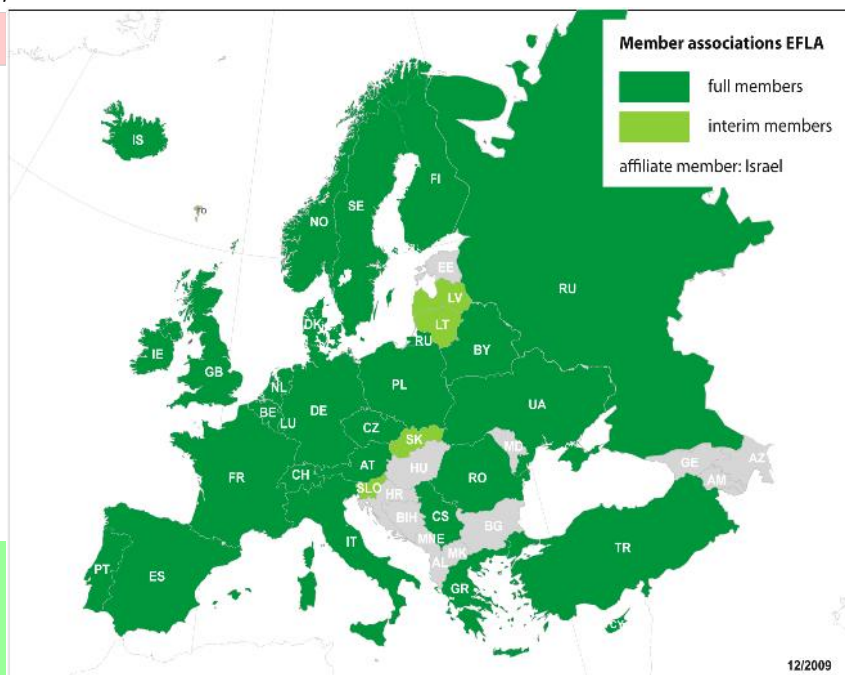 Member associations EFLA
full members
interim members
affiliate member: Israel
IS
FI
SE
NO
TO
EE
RU
LV
LT
DK
RU
BY
IE
GB
NL
PL
BE
DE
LU
UA
CZ
SK
MD
AT
HU
FR
CH
RO
SLO
HR
GE
AZ
AM
BIH
CS
BG
IT
MNE
MK
AL
TR
PT
ES
GR
12/2009